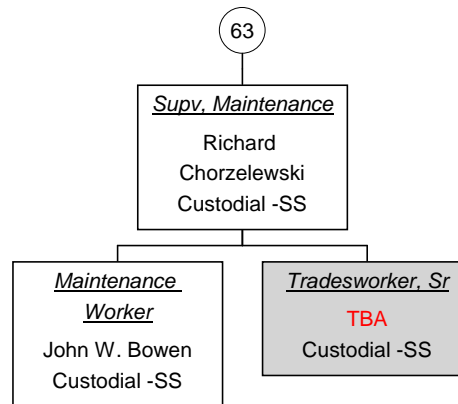 63
Supv, Maintenance
Richard
Chorzelewski
Custodial -SS
Maintenance
Worker
John W. Bowen
Custodial -SS
Tradesworker, Sr
TBA
Custodial -SS